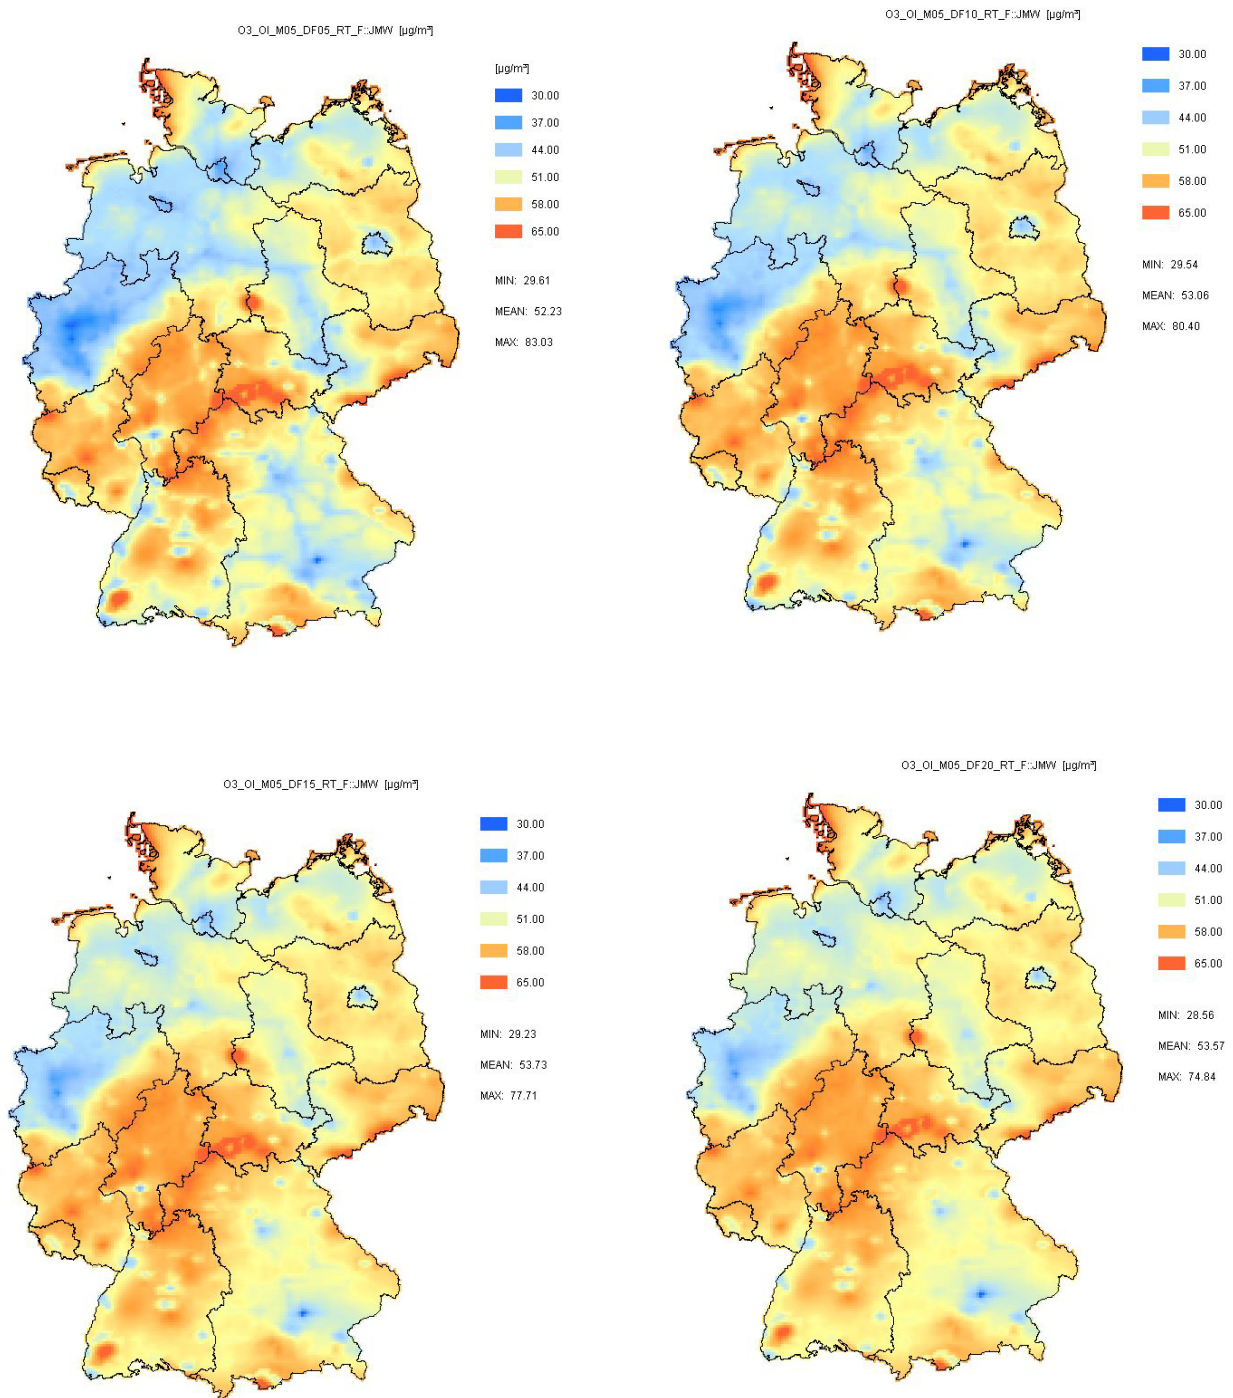 O3_OI_M05_DF05_RT_F::JMW [µg/m³]
[µg/m³]
30.00
37.00
44.00
51.00
58.00
65.00
MIN: 29.61
MEAN: 52.23
MAX: 83.03
O3_OI_M05_DF10_RT_F::JMW [µg/m³]
30.00
37.00
44.00
51.00
58.00
65.00
MIN: 29.54
MEAN: 53.06
MAX: 80.40
O3_OI_M05_DF15_RT_F::JMW [µg/m³]
30.00
37.00
44.00
51.00
58.00
65.00
MIN: 29.23
MEAN: 53.73
MAX: 77.71
O3_OI_M05_DF20_RT_F::JMW [µg/m³]
30.00
37.00
44.00
51.00
58.00
65.00
MIN: 28.56
MEAN: 53.57
MAX: 74.84